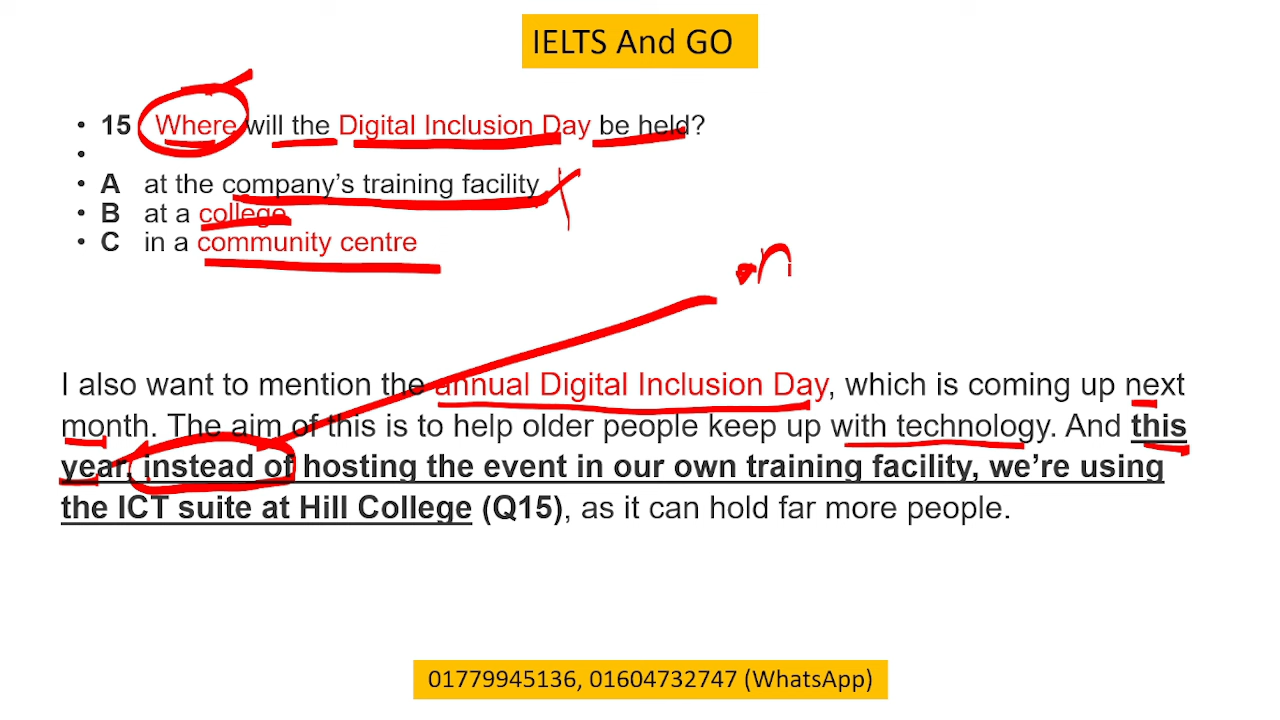 IELTS And GO
• 15 Where will the Digital Inclusion Day be held?
•
• A at the company's training facility
• B at a college
• C in a community centre
I also want to mention the annual Digital Inclusion Day, which is coming up next
month. The aim of this is to help older people keep up with technology. And this
year, instead of hosting the event in our own training facility, we're using
the ICT suite at Hill College (Q15), as it can hold far more people.
01779945136, 01604732747 (WhatsApp)